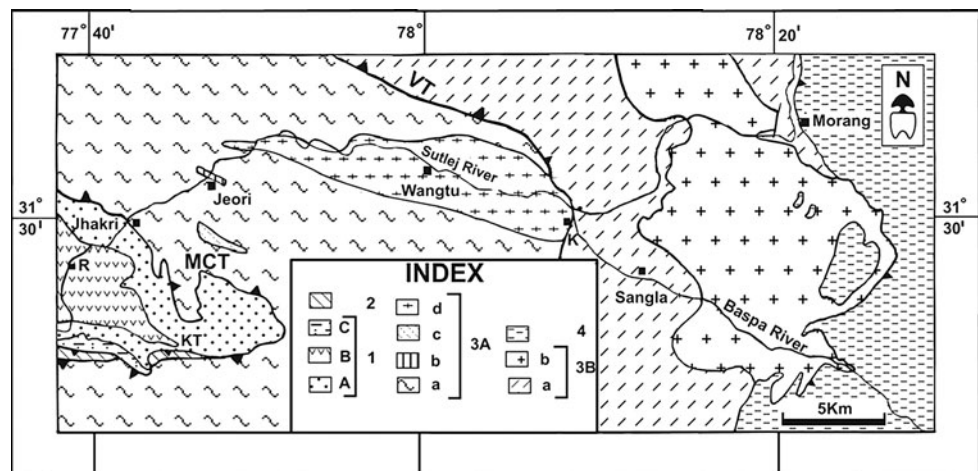 77° 40'
78°
78° 20'
VT
N
Morang
Sutlej River
Wangtu
Jeori
31° 30'
31° 30'
Jhakri
K
MCT
R
INDEX
Sangla
Baspa River
KT
2
d
C
c
3A
4
B
1
b
b
3B
A
a
a
5Km